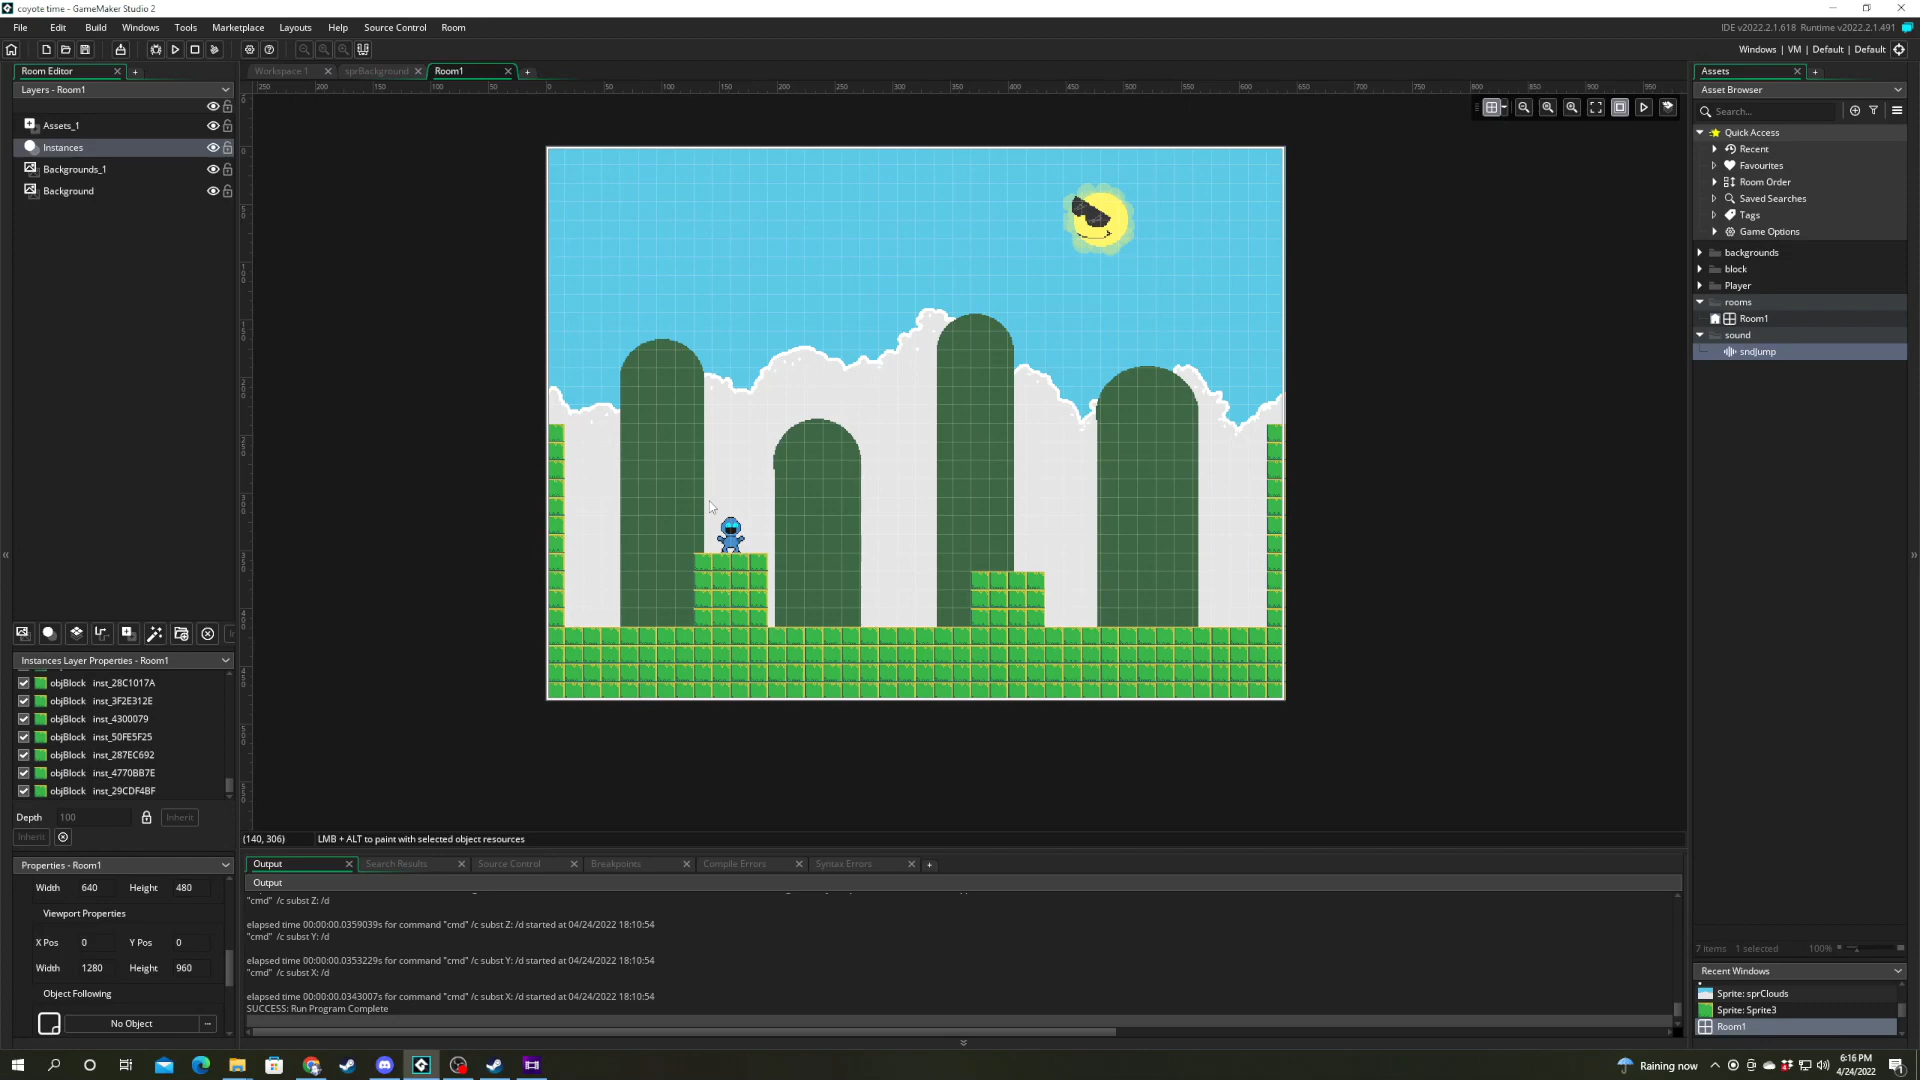 coyote time - GameMaker Studio 2
File Edit Build Windows Tools Marketplace Layouts Help Source Control Room
IDE v2022.2.1.618 Runtime v2022.2.1.491
Windows | VM | Default | Default
Room Editor
Workspace 1
sprBackground
Room1
Assets
Layers - Room1
Asset Browser
Assets_1
Instances
Backgrounds_1
Background
Search...
Quick Access
Recent
Favourites
Room Order
Saved Searches
Tags
Game Options
backgrounds
block
Player
rooms
Room1
sound
sndJump
Instances Layer Properties - Room1
objBlock inst_28C1017A
objBlock inst_3F2E312E
objBlock inst_4300079
objBlock inst_50FE5F25
objBlock inst_287EC692
objBlock inst_4770BB7E
objBlock inst_29CDF4BF
Depth 100 Inherit
Inherit
(140, 306) LMB + ALT to paint with selected object resources
Properties - Room1
Width 640 Height 480
Viewport Properties
X Pos 0 Y Pos 0
Width 1280 Height 960
Object Following
No Object
Output Search Results Source Control Breakpoints Compile Errors Syntax Errors
Output
"cmd" /c subst Z: /d
elapsed time 00:00:00.0359039s for command "cmd" /c subst Z: /d started at 04/24/2022 18:10:54
"cmd" /c subst Y: /d
elapsed time 00:00:00.0353229s for command "cmd" /c subst Y: /d started at 04/24/2022 18:10:54
"cmd" /c subst X: /d
elapsed time 00:00:00.0343007s for command "cmd" /c subst X: /d started at 04/24/2022 18:10:54
SUCCESS: Run Program Complete
7 items 1 selected 100%
Recent Windows
Sprite: sprClouds
Sprite: Sprite3
Room1
Raining now
6:16 PM
4/24/2022